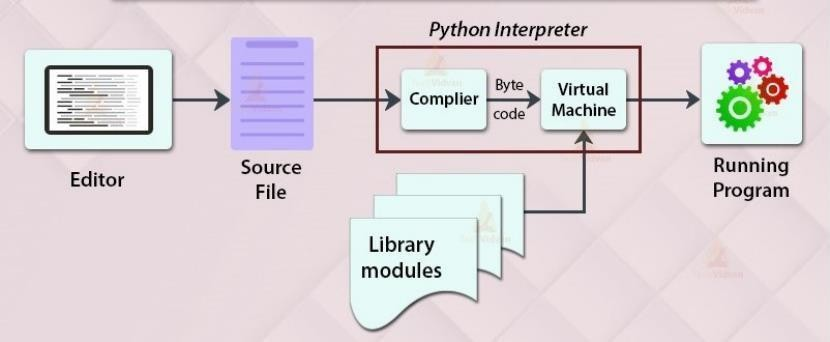 Python Interpreter
Editor
Source
File
Complier
Byte
code
Virtual
Machine
Running
Program
Library
modules